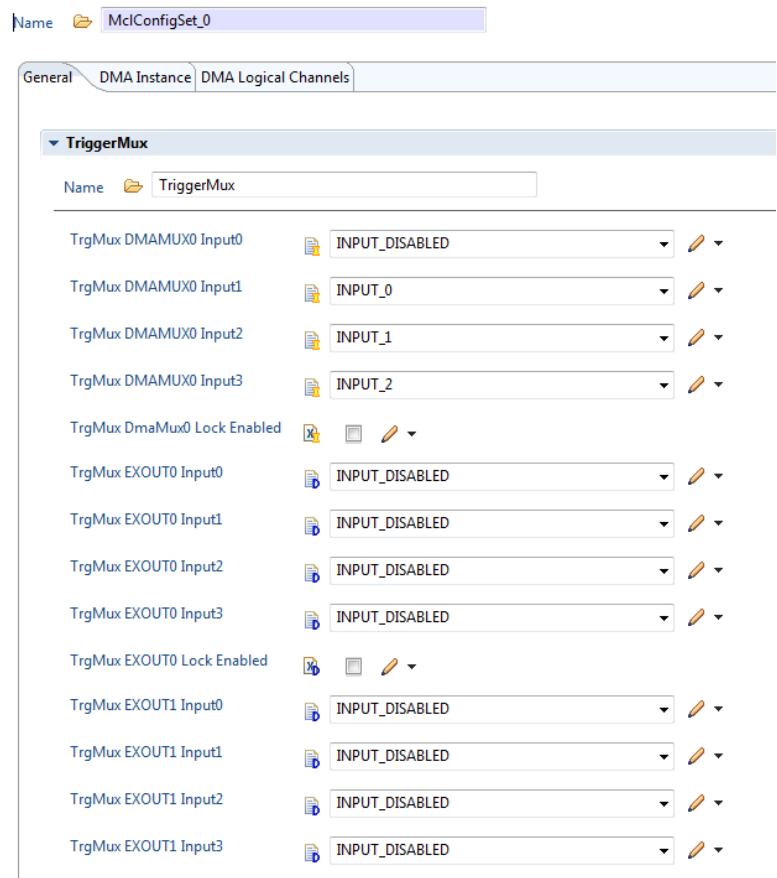 Name MclConfigSet_0
General DMA Instance DMA Logical Channels
TriggerMux
Name TriggerMux
TrgMux DMAMUX0 Input0 INPUT_DISABLED
TrgMux DMAMUX0 Input1 INPUT_0
TrgMux DMAMUX0 Input2 INPUT_1
TrgMux DMAMUX0 Input3 INPUT_2
TrgMux DmaMux0 Lock Enabled
TrgMux EXOUT0 Input0 INPUT_DISABLED
TrgMux EXOUT0 Input1 INPUT_DISABLED
TrgMux EXOUT0 Input2 INPUT_DISABLED
TrgMux EXOUT0 Input3 INPUT_DISABLED
TrgMux EXOUT0 Lock Enabled
TrgMux EXOUT1 Input0 INPUT_DISABLED
TrgMux EXOUT1 Input1 INPUT_DISABLED
TrgMux EXOUT1 Input2 INPUT_DISABLED
TrgMux EXOUT1 Input3 INPUT_DISABLED